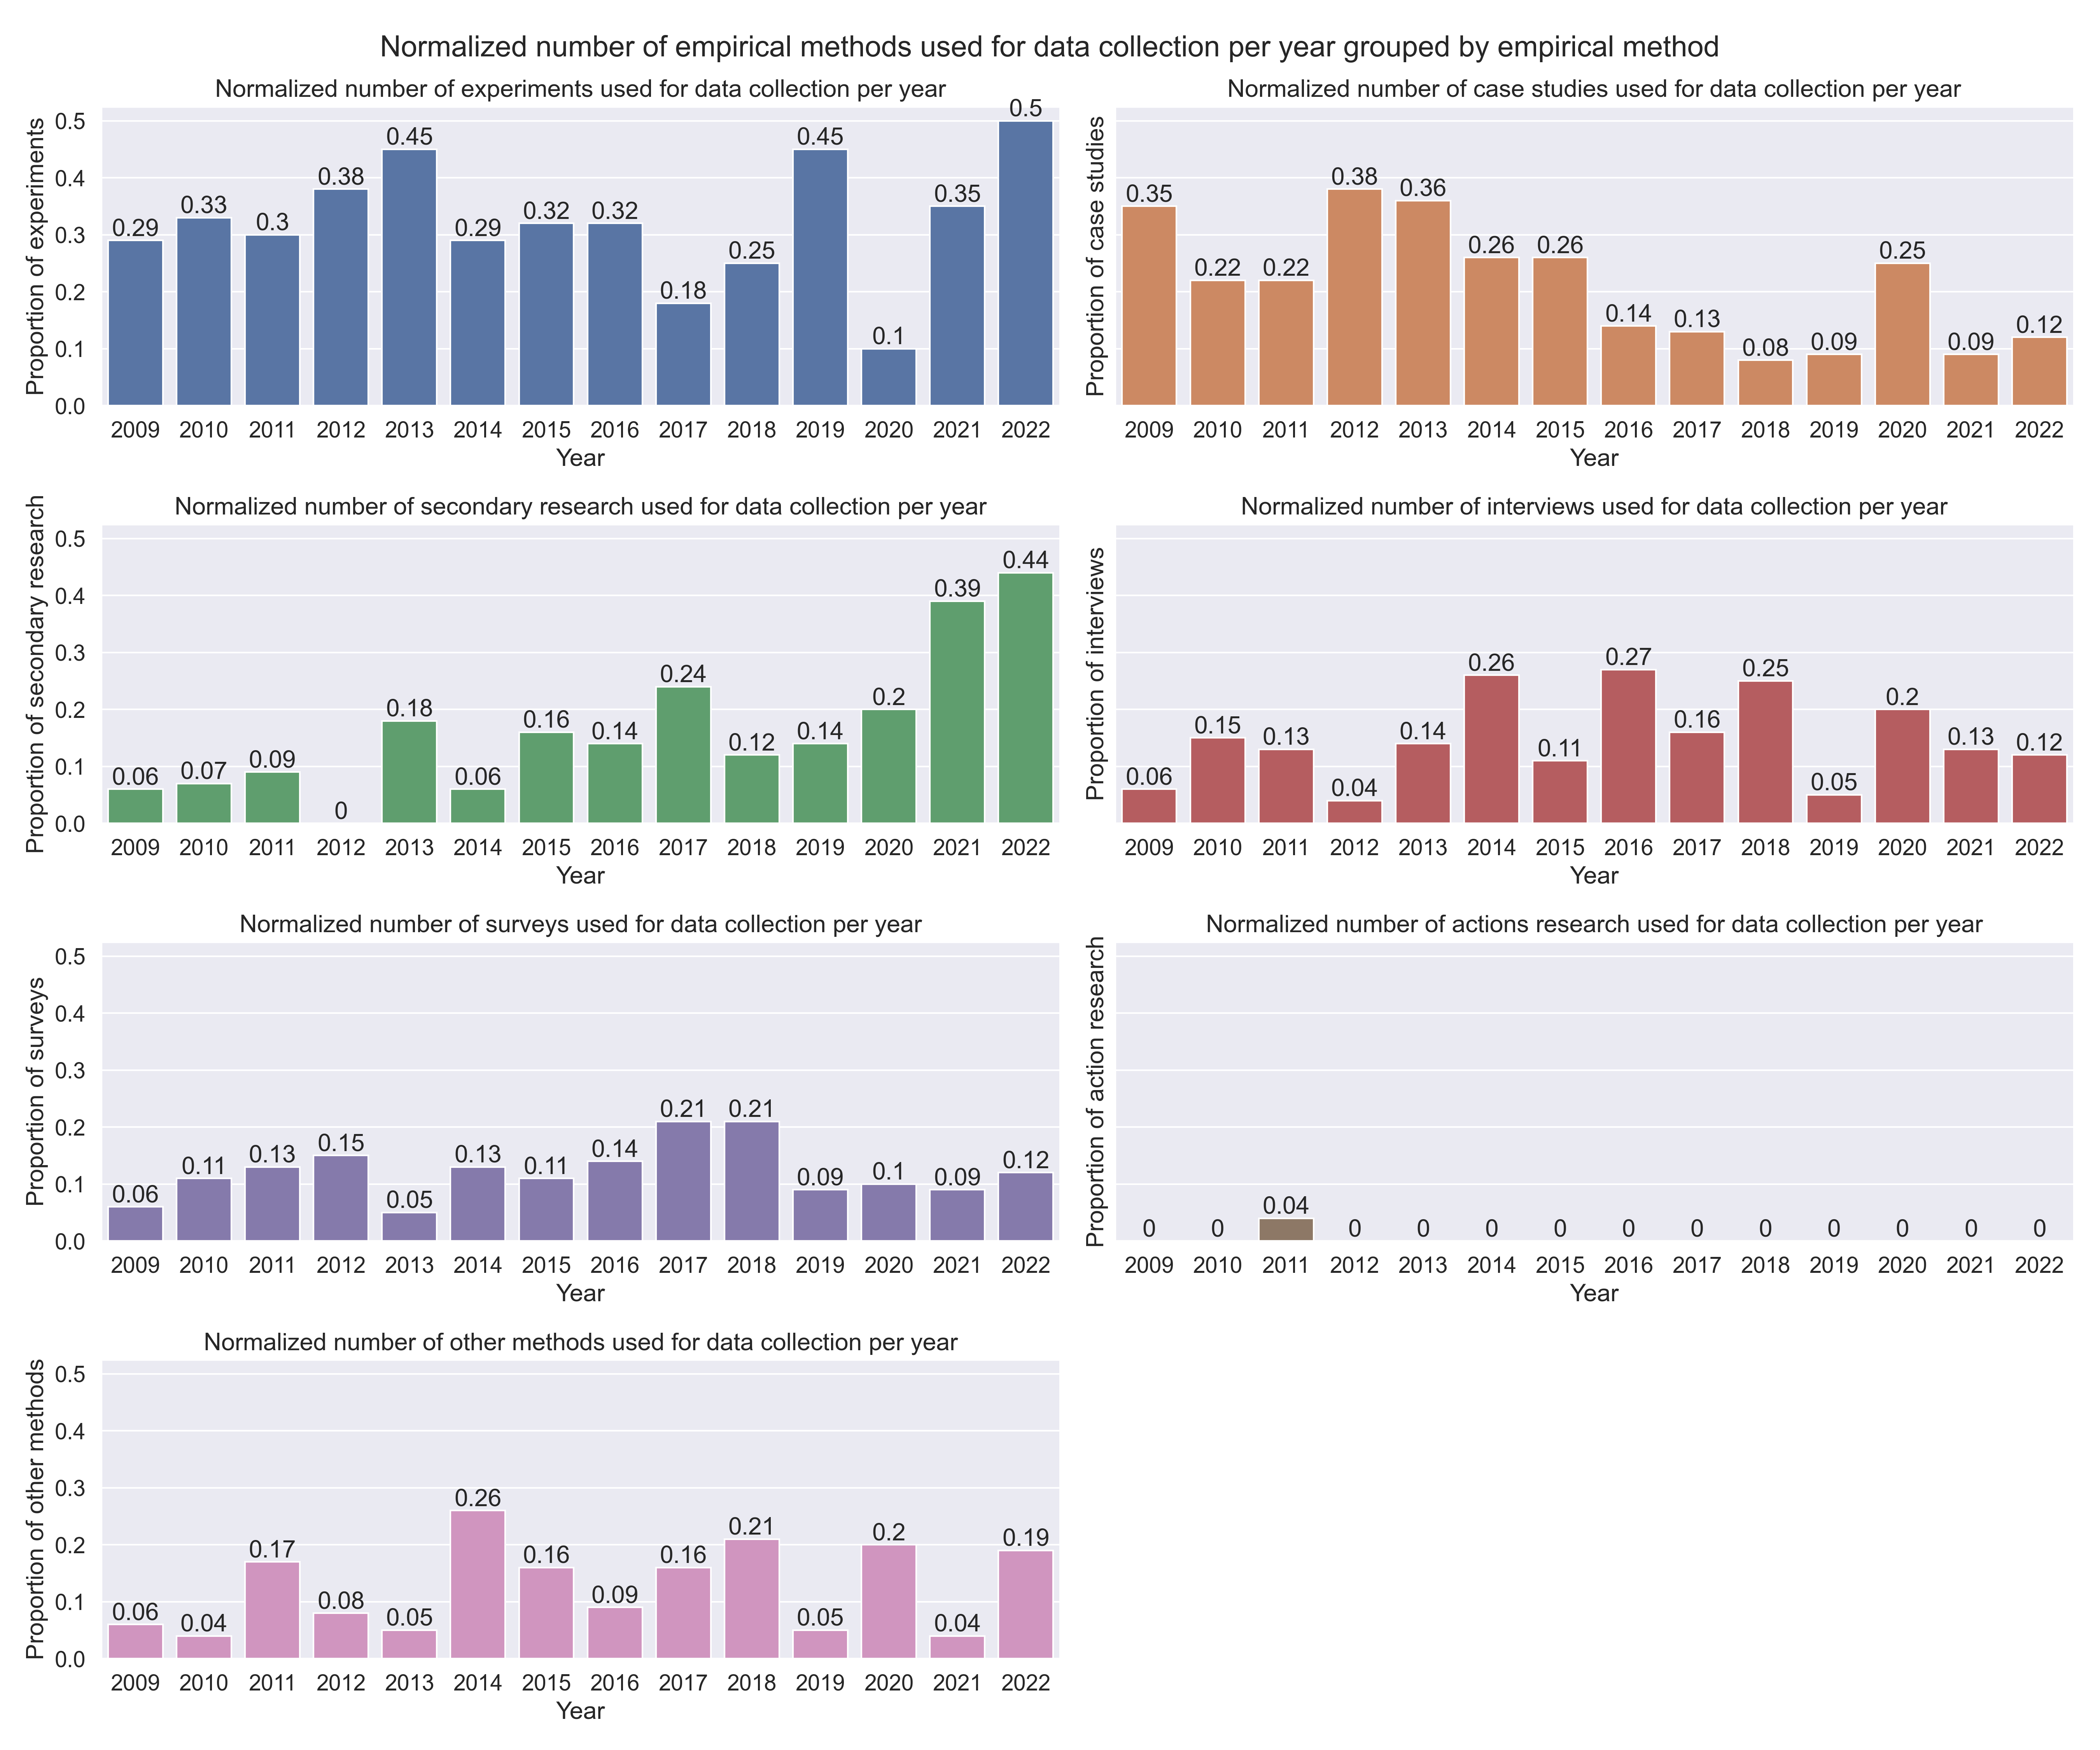 Normalized number of empirical methods used for data collection per year grouped by empirical method
Normalized number of experiments used for data collection per year
Proportion of experiments
0.5
0.4
0.3
0.2
0.1
0.0
0.29 0.33 0.3 0.38 0.45 0.29 0.32 0.32 0.18 0.25 0.45 0.1 0.35 0.5
2009 2010 2011 2012 2013 2014 2015 2016 2017 2018 2019 2020 2021 2022
Year
Normalized number of case studies used for data collection per year
Proportion of case studies
0.35 0.22 0.22 0.38 0.36 0.26 0.26 0.14 0.13 0.08 0.09 0.25 0.09 0.12
2009 2010 2011 2012 2013 2014 2015 2016 2017 2018 2019 2020 2021 2022
Year
Normalized number of secondary research used for data collection per year
Proportion of secondary research
0.5
0.4
0.3
0.2
0.1
0.0
0.06 0.07 0.09 0 0.18 0.06 0.16 0.14 0.24 0.12 0.14 0.2 0.39 0.44
2009 2010 2011 2012 2013 2014 2015 2016 2017 2018 2019 2020 2021 2022
Year
Normalized number of interviews used for data collection per year
Proportion of interviews
0.06 0.15 0.13 0.04 0.14 0.26 0.11 0.27 0.16 0.25 0.05 0.2 0.13 0.12
2009 2010 2011 2012 2013 2014 2015 2016 2017 2018 2019 2020 2021 2022
Year
Normalized number of surveys used for data collection per year
Proportion of surveys
0.5
0.4
0.3
0.2
0.1
0.0
0.06 0.11 0.13 0.15 0.05 0.13 0.11 0.14 0.21 0.21 0.09 0.1 0.09 0.12
2009 2010 2011 2012 2013 2014 2015 2016 2017 2018 2019 2020 2021 2022
Year
Normalized number of actions research used for data collection per year
Proportion of action research
0 0 0.04 0 0 0 0 0 0 0 0 0 0 0
2009 2010 2011 2012 2013 2014 2015 2016 2017 2018 2019 2020 2021 2022
Year
Normalized number of other methods used for data collection per year
Proportion of other methods
0.5
0.4
0.3
0.2
0.1
0.0
0.06 0.04 0.17 0.08 0.05 0.26 0.16 0.09 0.16 0.21 0.05 0.2 0.04 0.19
2009 2010 2011 2012 2013 2014 2015 2016 2017 2018 2019 2020 2021 2022
Year